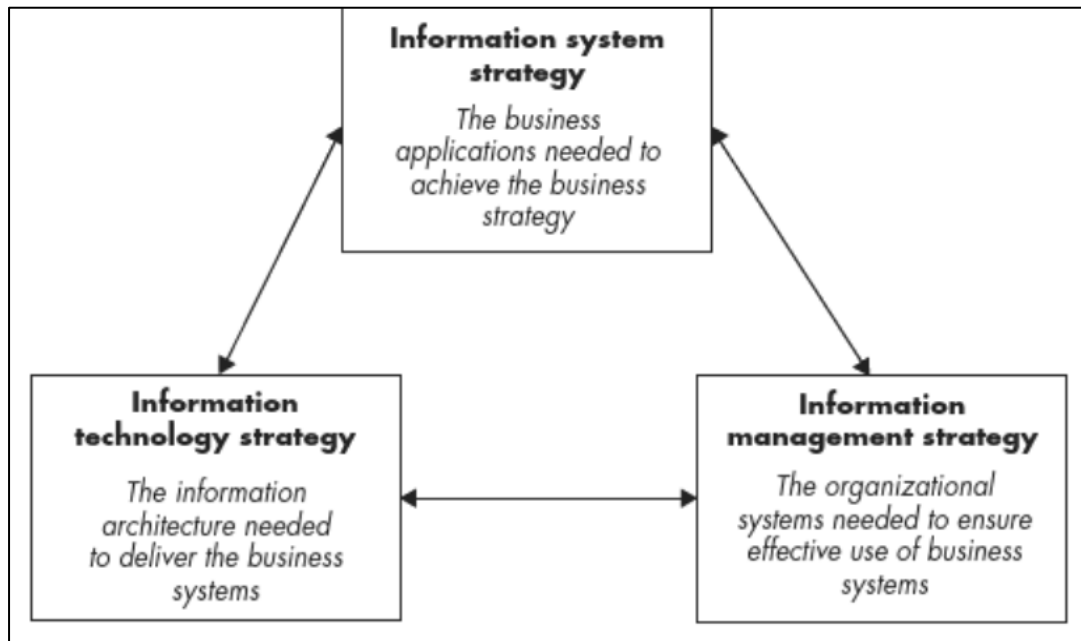 Information system
strategy
The business
applications needed to
achieve the business
strategy
Information
technology strategy
The information
architecture needed
to deliver the business
systems
Information
management strategy
The organizational
systems needed to ensure
effective use of business
systems